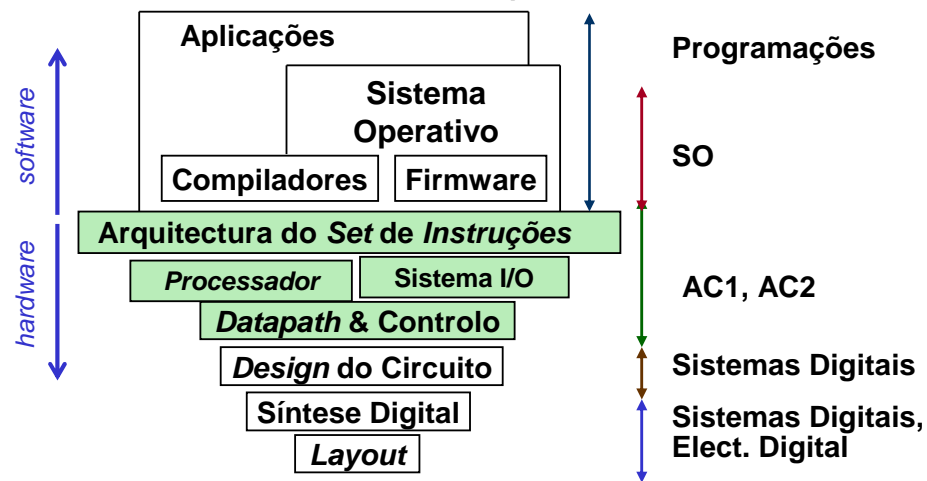 Aplicações
Programações
Sistema
Operativo
software
SO
Compiladores
Firmware
Arquitectura do Set de Instruções
hardware
Processador
Sistema I/O
AC1, AC2
Datapath & Controlo
Design do Circuito
Sistemas Digitais
Síntese Digital
Sistemas Digitais,
Elect. Digital
Layout